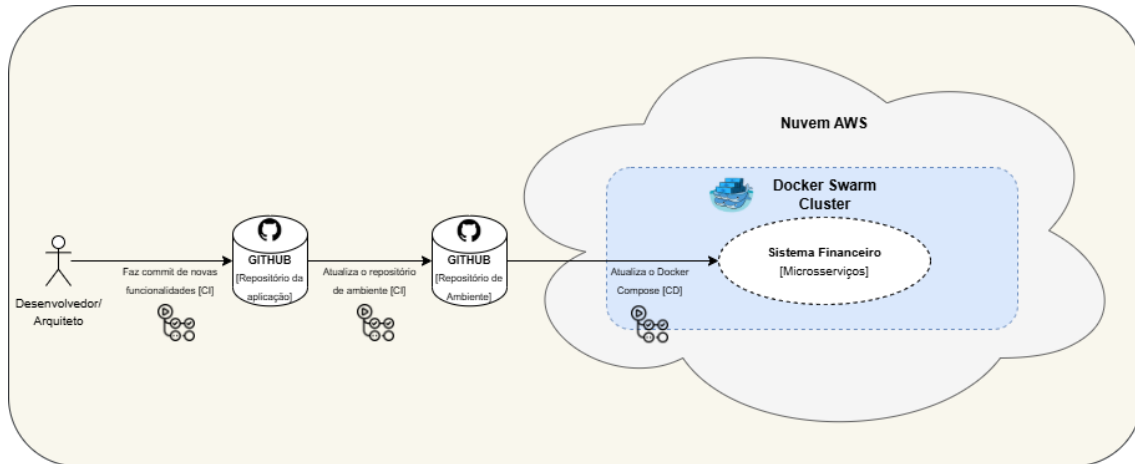 Nuvem AWS
Docker Swarm
Cluster
Sistema Financeiro
[Microsserviços]
GITHUB
[Repositório da
aplicação]
GITHUB
[Repositório de
Ambiente]
Faz commit de novas
funcionalidades [CI]
Atualiza o repositório
de ambiente [CI]
Atualiza o Docker
Compose [CD]
Desenvolvedor/
Arquiteto